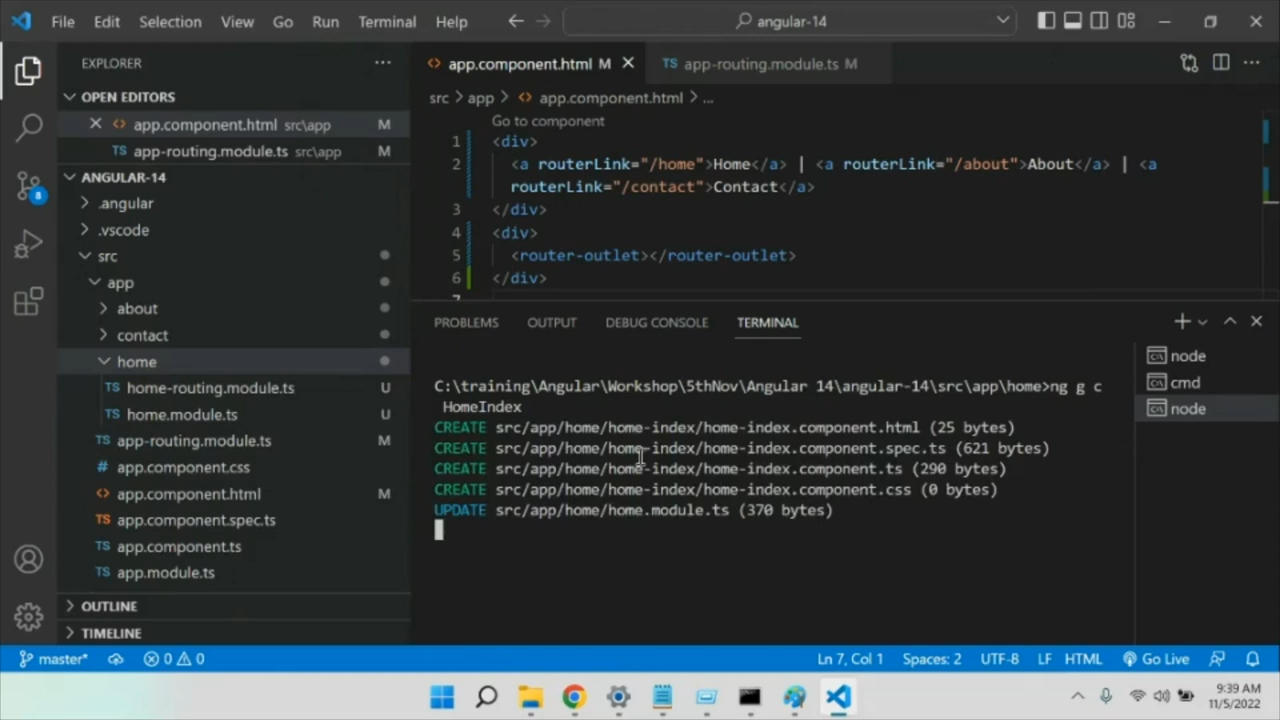 File Edit Selection View Go Run Terminal Help
angular-14
EXPLORER
OPEN EDITORS
app.component.html src\app M
TS app-routing.module.ts src\app M
ANGULAR-14
.angular
.vscode
src
app
about
contact
home
TS home-routing.module.ts U
TS home.module.ts U
TS app-routing.module.ts
# app.component.css
<> app.component.html M
TS app.component.spec.ts
TS app.component.ts
TS app.module.ts
OUTLINE
TIMELINE
8
<> app.component.html M
TS app-routing.module.ts M
src > app > <> app.component.html > ...
Go to component
1 <div>
2 <a routerLink="/home">Home</a> | <a routerLink="/about">About</a> | <a
routerLink="/contact">Contact</a>
3 </div>
4 <div>
5 <router-outlet></router-outlet>
6 </div>
7
PROBLEMS OUTPUT DEBUG CONSOLE TERMINAL
C:\training\Angular\Workshop\5thNov\Angular 14\angular-14\src\app\home>ng g c
HomeIndex
CREATE src/app/home/home-index/home-index.component.html (25 bytes)
CREATE src/app/home/home-index/home-index.component.spec.ts (621 bytes)
CREATE src/app/home/home-index/home-index.component.ts (290 bytes)
CREATE src/app/home/home-index/home-index.component.css (0 bytes)
UPDATE src/app/home/home.module.ts (370 bytes)
node
cmd
node
master* 0 0 Ln 7, Col 1 Spaces: 2 UTF-8 LF HTML Go Live
9:39 AM
11/5/2022